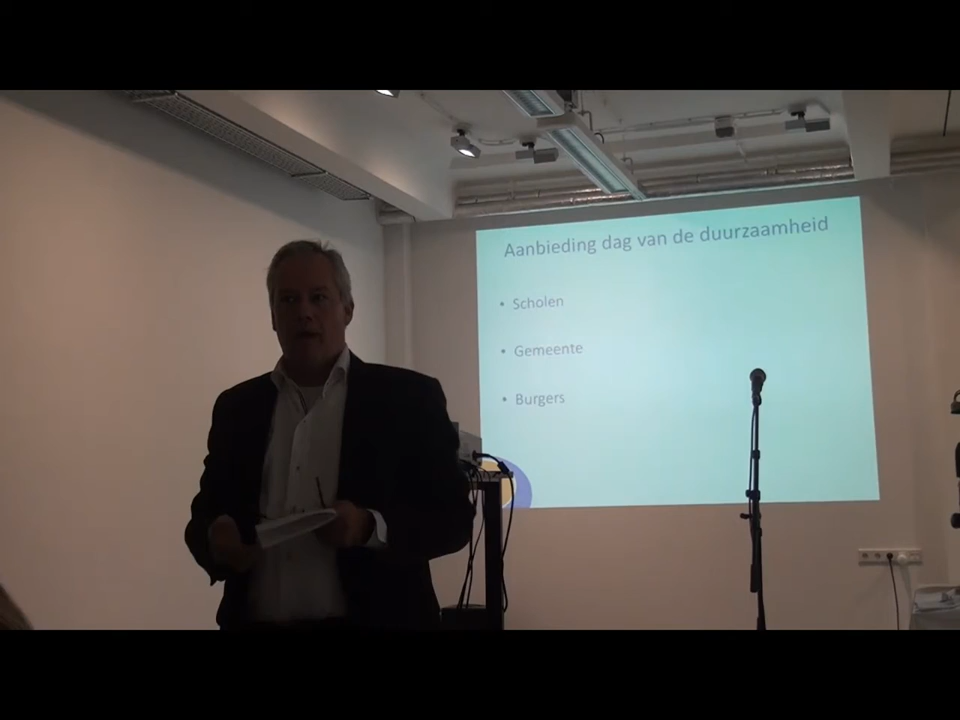 Aanbieding dag van de duurzaamheid
• Scholen
• Gemeente
• Burgers